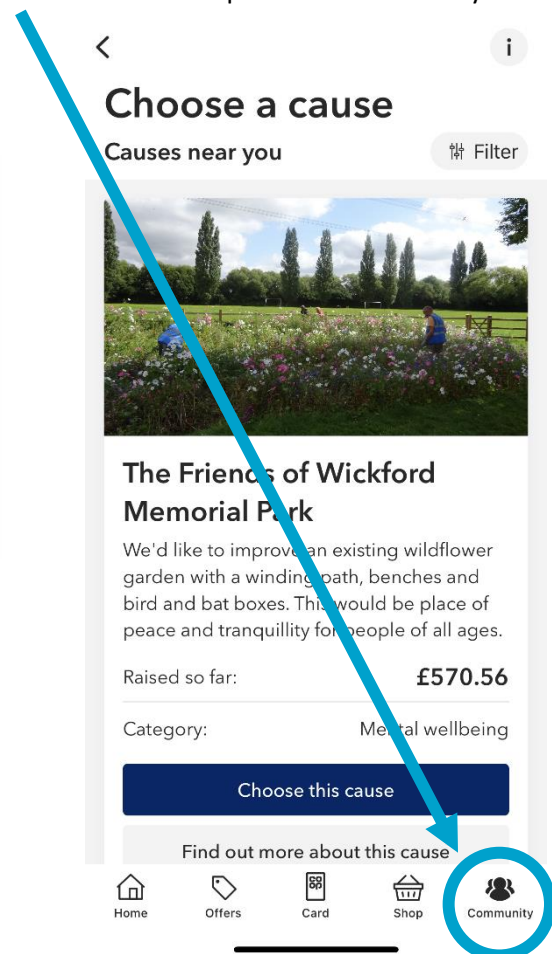 Choose a cause
Causes near you
Filter
The Friends of Wickford
Memorial Park
We'd like to improve an existing wildflower
garden with a winding path, benches and
bird and bat boxes. This would be place of
peace and tranquillity for people of all ages.
Raised so far:
£570.56
Category:
Mental wellbeing
Choose this cause
Find out more about this cause
Home
Offers
Card
Shop
Community